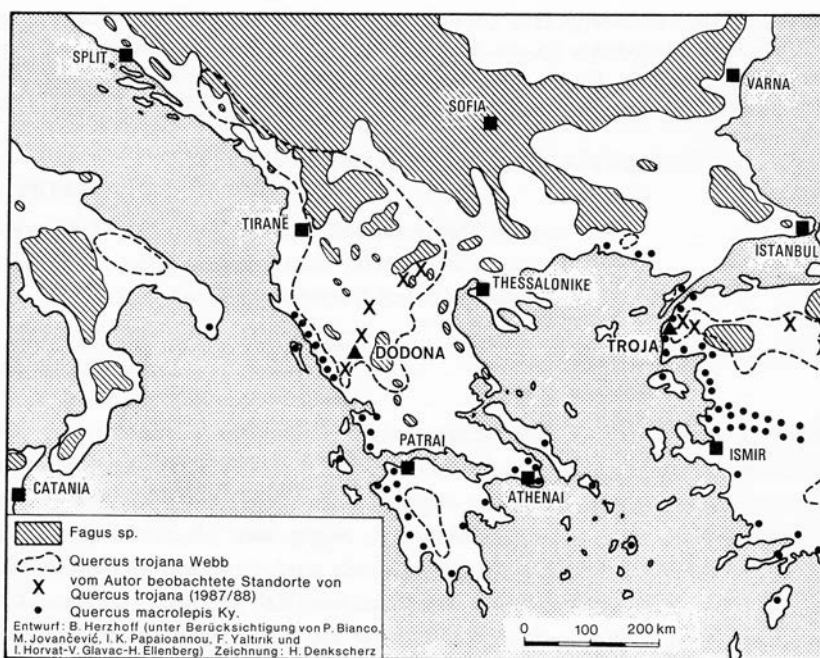 SPLIT
VARNA
SOFIA
TIRANE
ISTANBUL
THESSALONIKE
DODONA
TROJA
PATRAI
ISMIR
CATANIA
ATHENAI
Fagus sp.
Quercus trojana Webb
vom Autor beobachtete Standorte von
Quercus trojana (1987/88)
Quercus macrolepis Ky.
Entwurf: B. Herzhoff (unter Berücksichtigung von P. Bianco,
M. Jovančević, I. K. Papaioannou, F. Yaltırık und
I. Horvat-V. Glavac-H. Ellenberg) Zeichnung: H. Denkscherz
0 100 200 km